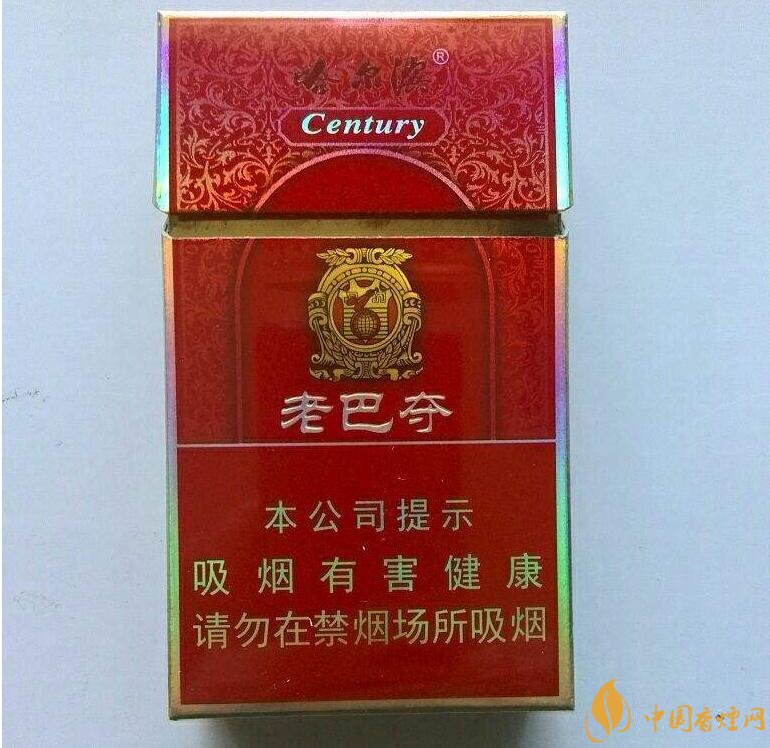 哈尔滨®
Century
老巴夺
本公司提示
吸烟有害健康
请勿在禁烟场所吸烟
中国香烟网